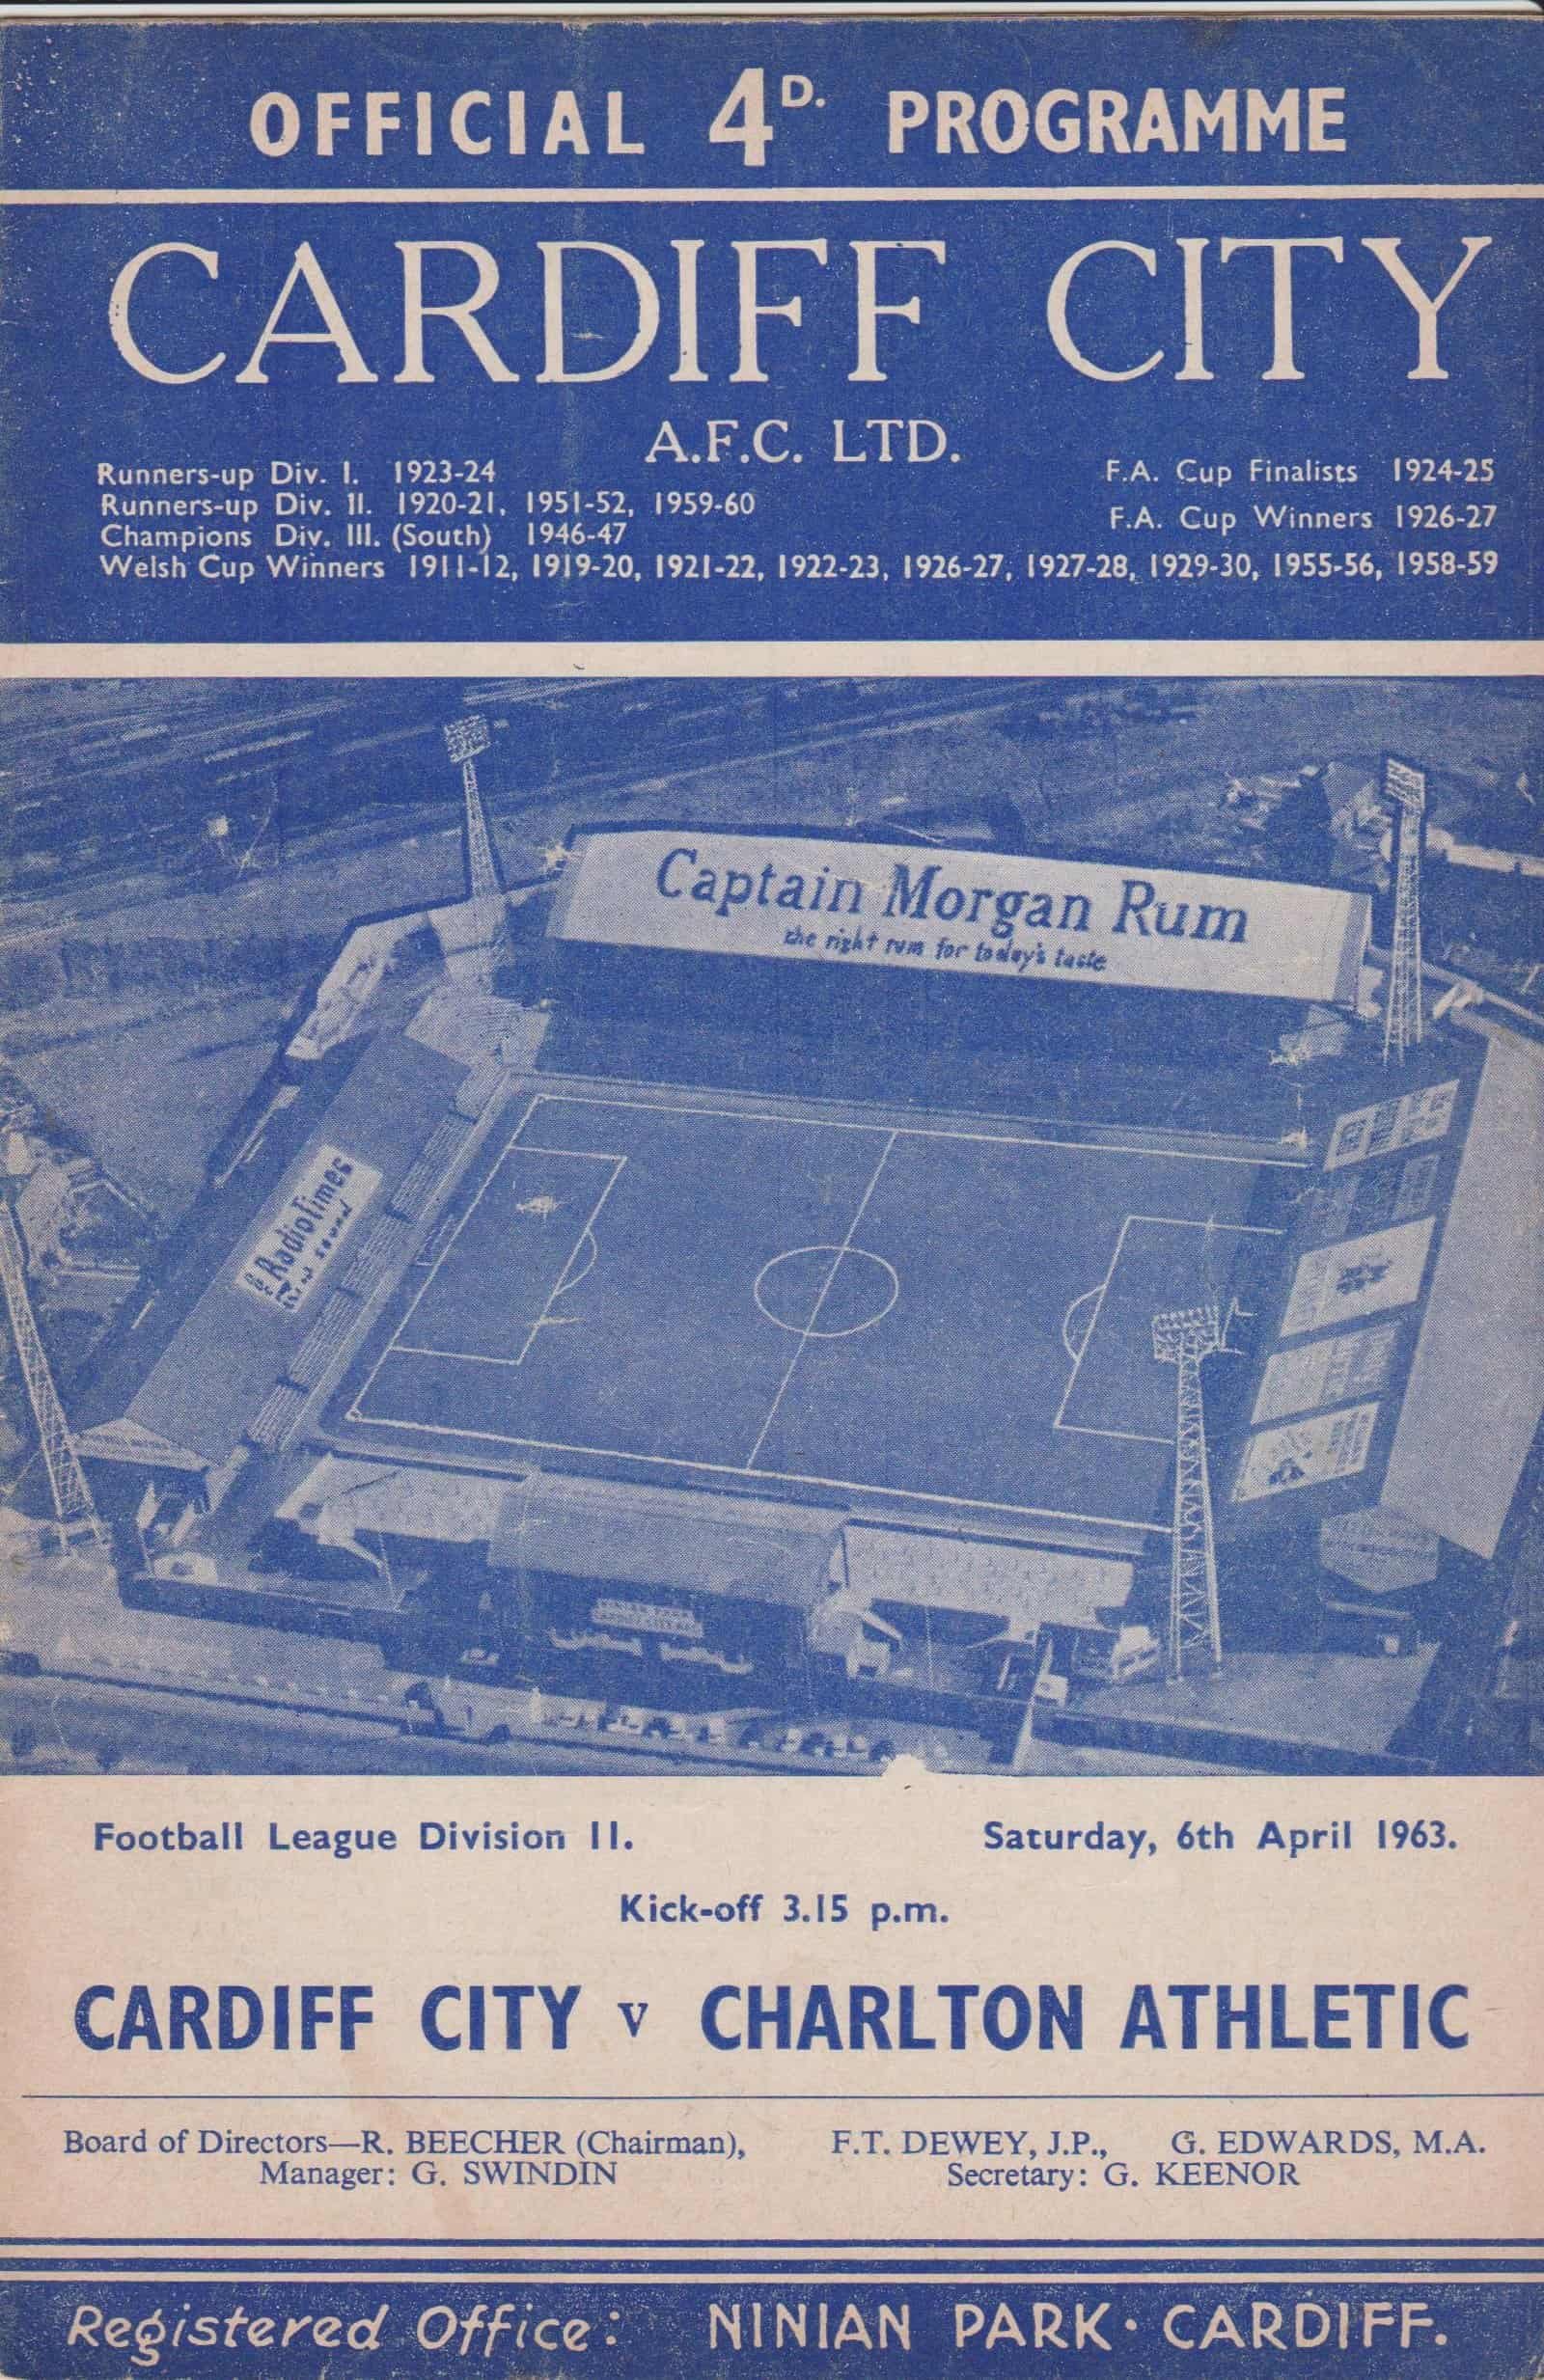 OFFICIAL 4D. PROGRAMME
CARDIFF CITY
A.F.C. LTD.
Runners-up Div. I. 1923-24
Runners-up Div. II. 1920-21, 1951-52, 1959-60
Champions Div. III. (South) 1946-47
F.A. Cup Finalists 1924-25
F.A. Cup Winners 1926-27
Welsh Cup Winners 1911-12, 1919-20, 1921-22, 1922-23, 1926-27, 1927-28, 1929-30, 1955-56, 1958-59
Captain Morgan Rum
the right rum for today's taste
Radio Times
sound
Football League Division II.
Saturday, 6th April 1963.
Kick-off 3.15 p.m.
CARDIFF CITY v CHARLTON ATHLETIC
Board of Directors—R. BEECHER (Chairman), F.T. DEWEY, J.P., G. EDWARDS, M.A.
Manager: G. SWINDIN Secretary: G. KEENOR
Registered Office: NINIAN PARK · CARDIFF.